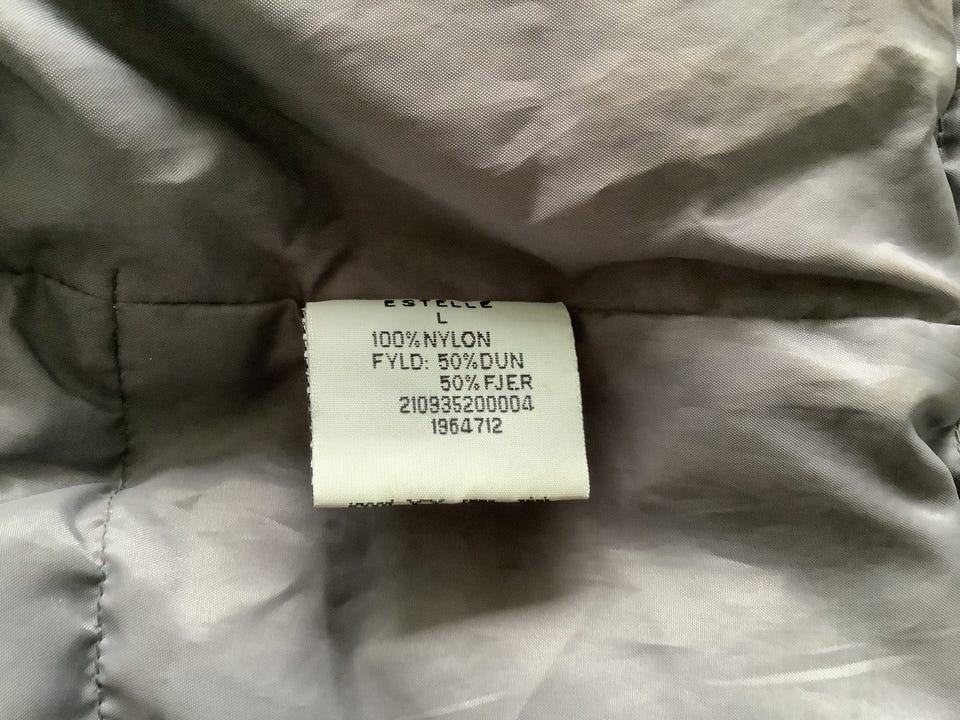 ESTELLE
L
100%NYLON
FYLD: 50%DUN
50%FJER
210935200004
1964712